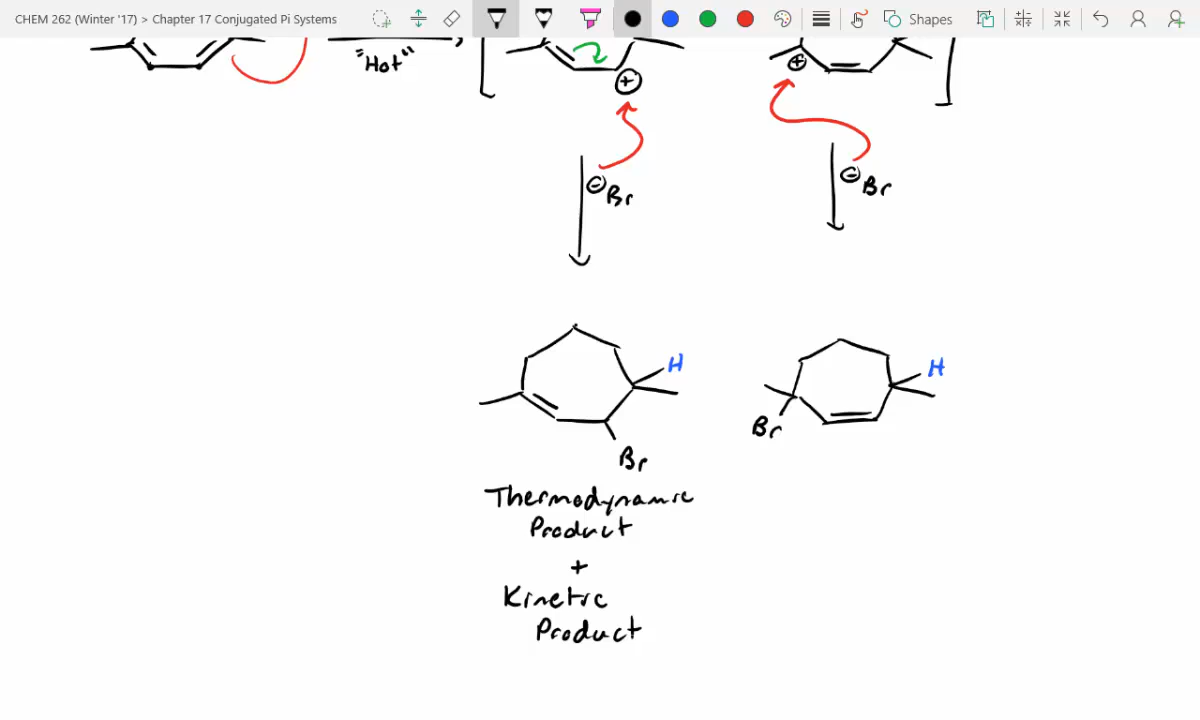 CHEM 262 (Winter '17) > Chapter 17 Conjugated Pi Systems
Shapes
"Hot"
+
+
⊖Br
⊖Br
H
H
Br
Br
Thermodynamic
Product
+
Kinetic
Product